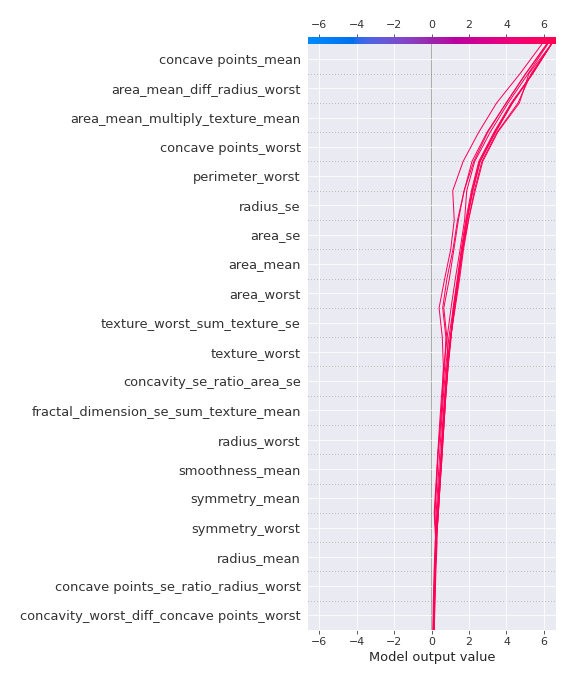 −6 −4 −2 0 2 4 6
concave points_mean
area_mean_diff_radius_worst
area_mean_multiply_texture_mean
concave points_worst
perimeter_worst
radius_se
area_se
area_mean
area_worst
texture_worst_sum_texture_se
texture_worst
concavity_se_ratio_area_se
fractal_dimension_se_sum_texture_mean
radius_worst
smoothness_mean
symmetry_mean
symmetry_worst
radius_mean
concave points_se_ratio_radius_worst
concavity_worst_diff_concave points_worst
−6 −4 −2 0 2 4 6
Model output value